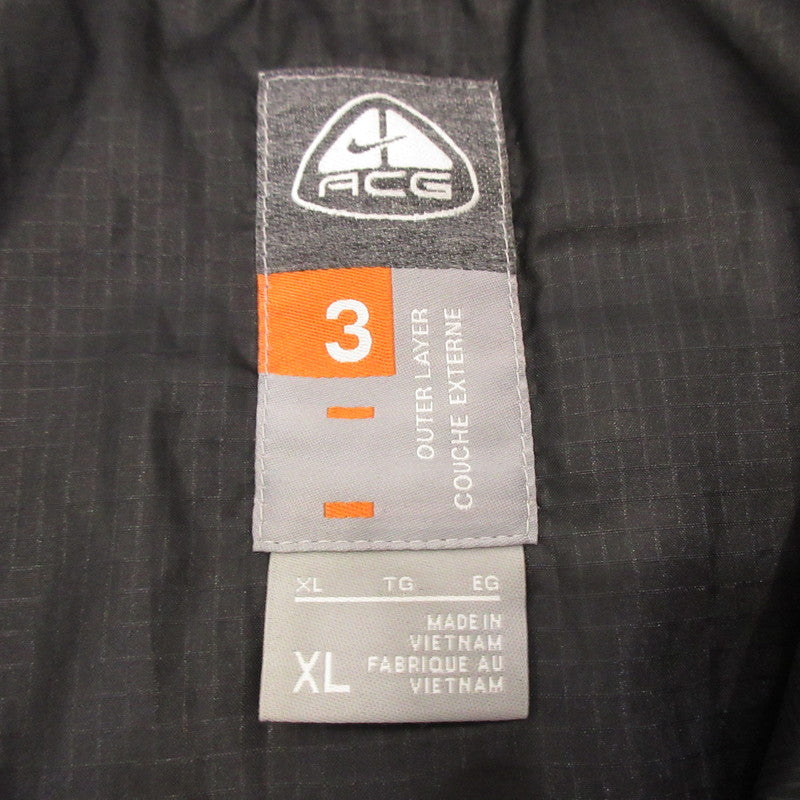 ACG
3
OUTER LAYER
COUCHE EXTERNE
XL TG EG
XL
MADE IN
VIETNAM
FABRIQUE AU
VIETNAM